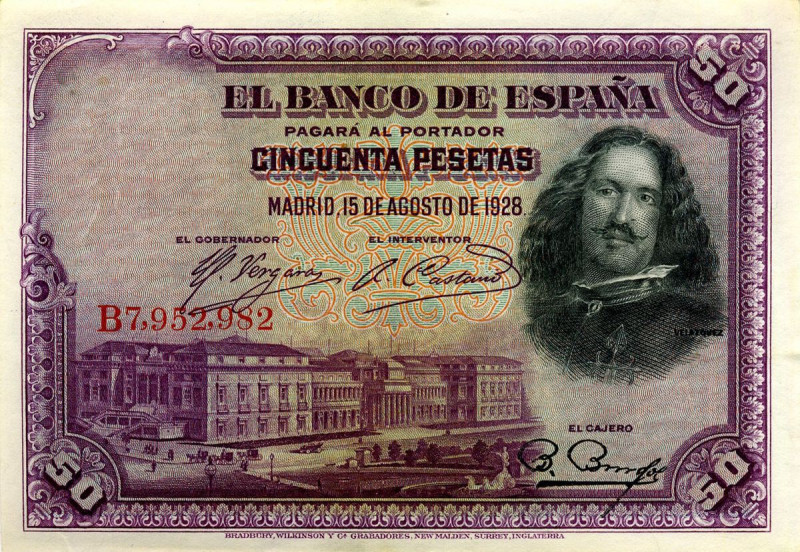 50
EL BANCO DE ESPAÑA
PAGARÁ AL PORTADOR
CINCUENTA PESETAS
MADRID, 15 DE AGOSTO DE 1928.
EL GOBERNADOR EL INTERVENTOR
B7,952,982
VELAZQUEZ
EL CAJERO
50 50
BRADBURY, WILKINSON Y Cª GRABADORES, NEW MALDEN, SURREY, INGLATERRA